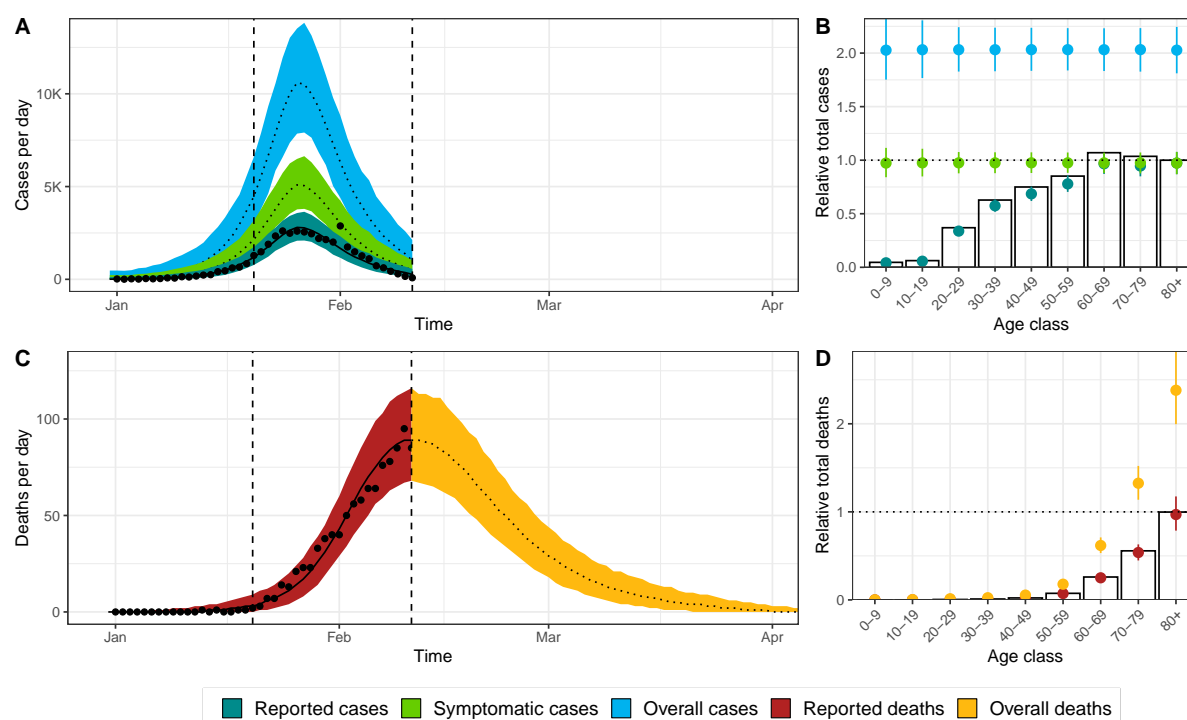 A
Cases per day
10K
5K
0
Jan
Feb
Mar
Apr
Time
B
Relative total cases
2.0
1.5
1.0
0.5
0.0
0−9
10−19
20−29
30−39
40−49
50−59
60−69
70−79
80+
Age class
C
Deaths per day
100
50
0
Jan
Feb
Mar
Apr
Time
D
Relative total deaths
2
1
0
0−9
10−19
20−29
30−39
40−49
50−59
60−69
70−79
80+
Age class
Reported cases
Symptomatic cases
Overall cases
Reported deaths
Overall deaths